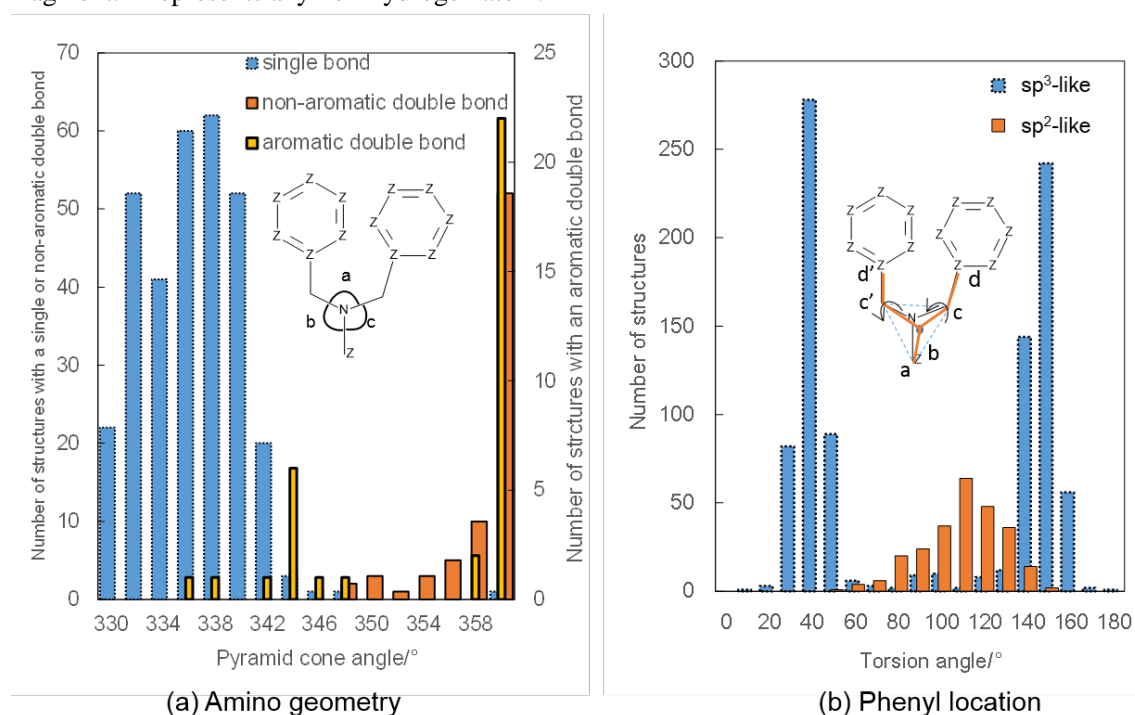 70
60
50
40
30
20
10
0
Number of structures with a single or non-aromatic double bond
single bond
non-aromatic double bond
aromatic double bond
Z
Z Z
Z Z
Z
Z Z
Z Z
Z Z
a
N
b c
Z
25
20
15
10
5
0
Number of strctures with an aromatic double bond
330 334 338 342 346 350 354 358
Pyramid cone angle/°
(a) Amino geometry
300
250
200
150
100
50
0
Number of structures
sp³-like
sp²-like
Z
Z Z
Z Z
Z
Z Z
Z Z
Z Z
d' d
c' N c
b
a Z
0 20 40 60 80 100 120 140 160 180
Torsion angle/°
(b) Phenyl location